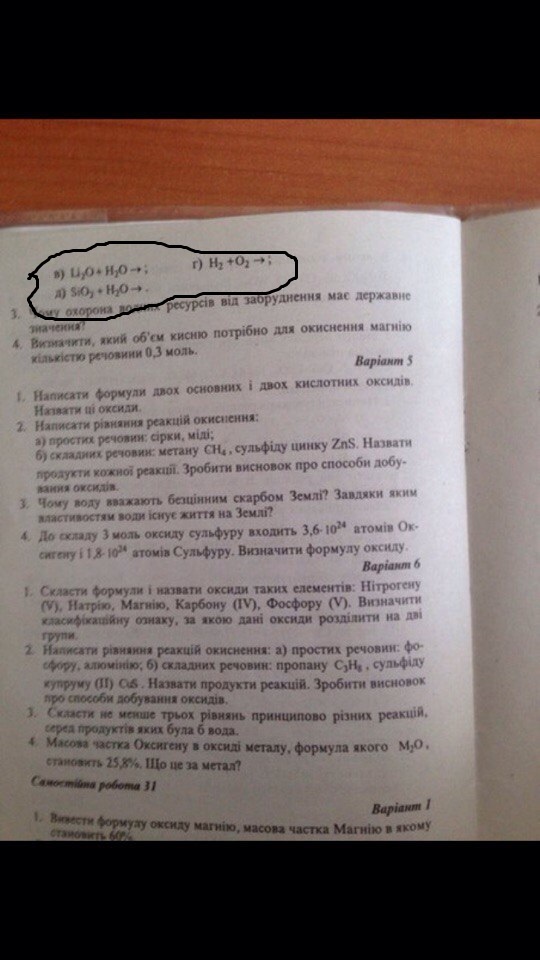 в) Li₂O + H₂O → ; г) H₂ + O₂ → ;
д) SiO₂ + H₂O → .
3. Чому охорона водних ресурсів від забруднення має державне
значення?
4. Визначити, який об'єм кисню потрібно для окиснення магнію
кількістю речовини 0,3 моль.
Варіант 5
1. Написати формули двох основних і двох кислотних оксидів.
Назвати ці оксиди.
2. Написати рівняння реакцій окиснення:
а) простих речовин: сірки, міді;
б) складних речовин: метану CH₄, сульфіду цинку ZnS. Назвати
продукти кожної реакції. Зробити висновок про способи добу-
вання оксидів.
3. Чому воду вважають безцінним скарбом Землі? Завдяки яким
властивостям води існує життя на Землі?
4. До складу 3 моль оксиду сульфуру входить 3,6·10²⁴ атомів Ок-
сигену і 1,8·10²⁴ атомів Сульфуру. Визначити формулу оксиду.
Варіант 6
1. Скласти формули і назвати оксиди таких елементів: Нітрогену
(V), Натрію, Магнію, Карбону (IV), Фосфору (V). Визначити
класифікаційну ознаку, за якою дані оксиди розділити на дві
групи.
2. Написати рівняння реакцій окиснення: а) простих речовин: фо-
сфору, алюмінію; б) складних речовин: пропану C₃H₈, сульфіду
купруму (II) CuS. Назвати продукти реакцій. Зробити висновок
про способи добування оксидів.
3. Скласти не менше трьох рівнянь принципово різних реакцій,
серед продуктів яких була б вода.
4. Масова частка Оксигену в оксиді металу, формула якого M₂O,
становить 25,8%. Що це за метал?
Самостійна робота 31
Варіант 1
1. Вивести формулу оксиду магнію, масова частка Магнію в якому
становить 60%.